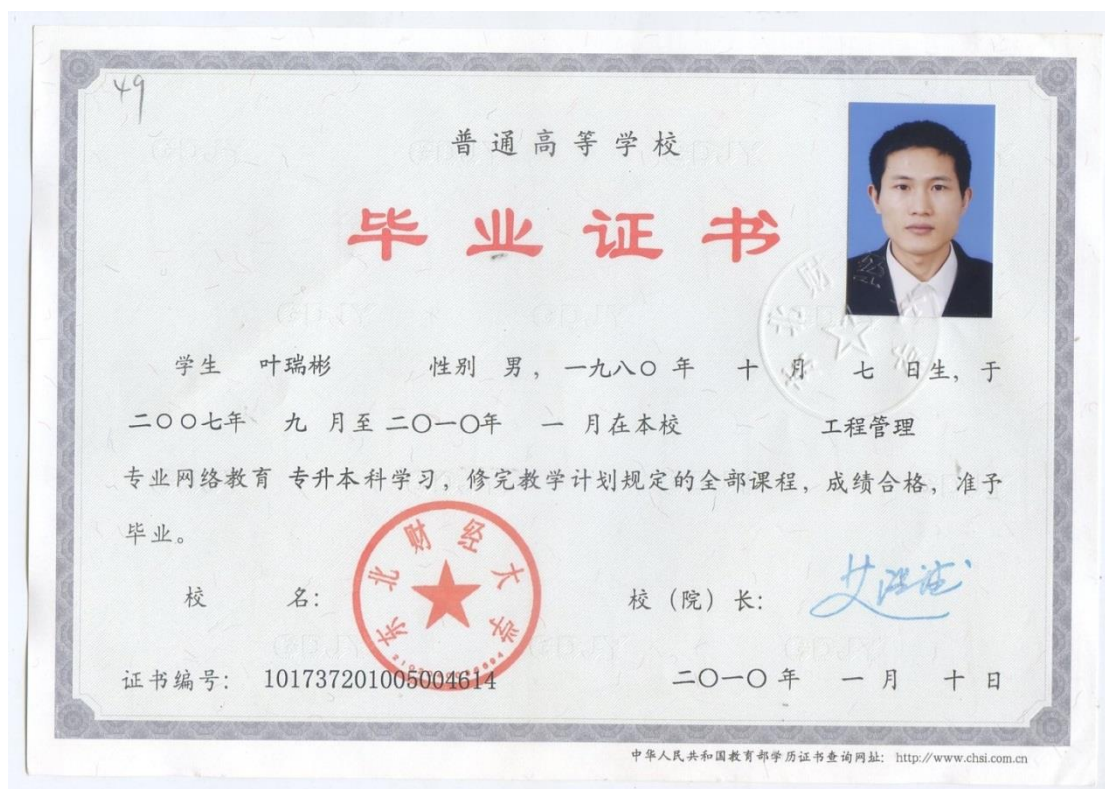 49
普通高等学校
毕业证书
学生 叶瑞彬 性别 男，一九八〇年 十月 七 日生，于
二〇〇七年 九 月至二〇一〇年 一 月在本校 工程管理
专业网络教育 专升本科学习，修完教学计划规定的全部课程，成绩合格，准予
毕业。
东北财经大学
校 名： 校（院）长：
证书编号： 101737201005004614 二〇一〇年 一 月 十 日
中华人民共和国教育部学历证书查询网址： http://www.chsi.com.cn